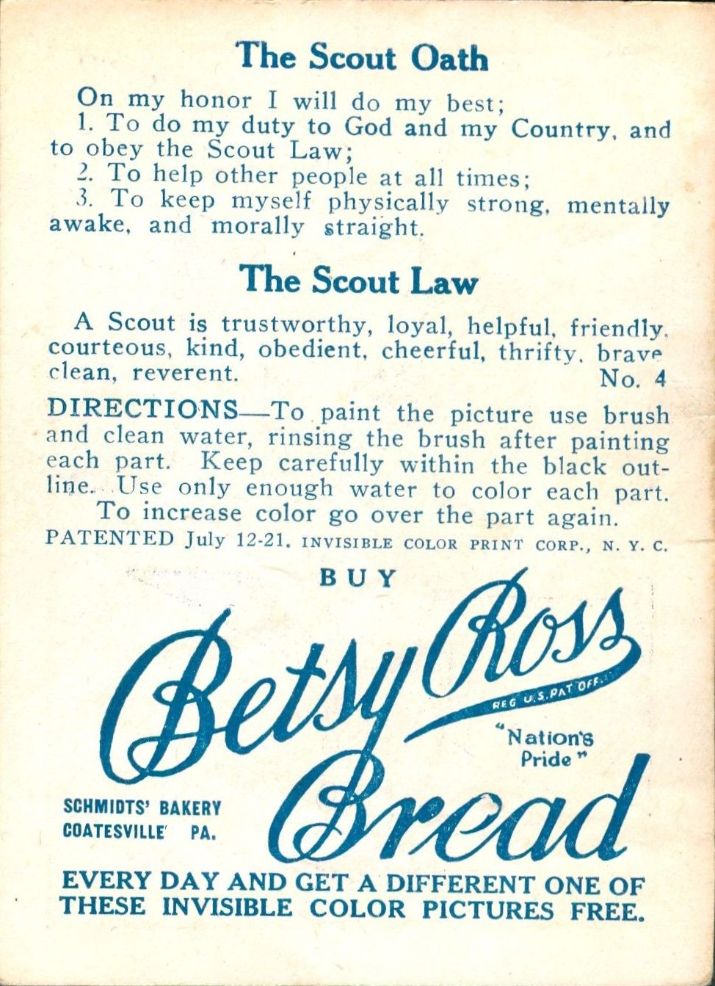 The Scout Oath
On my honor I will do my best;
1. To do my duty to God and my Country, and
to obey the Scout Law;
2. To help other people at all times;
3. To keep myself physically strong, mentally
awake, and morally straight.
The Scout Law
A Scout is trustworthy, loyal, helpful, friendly,
courteous, kind, obedient, cheerful, thrifty, brave
clean, reverent. No. 4
DIRECTIONS—To paint the picture use brush
and clean water, rinsing the brush after painting
each part. Keep carefully within the black out-
line. Use only enough water to color each part.
To increase color go over the part again.
PATENTED July 12-21. INVISIBLE COLOR PRINT CORP., N. Y. C.
BUY
Betsy Ross
REG U.S. PAT OFF.
"Nation's
Pride"
Bread
SCHMIDTS' BAKERY
COATESVILLE PA.
EVERY DAY AND GET A DIFFERENT ONE OF
THESE INVISIBLE COLOR PICTURES FREE.